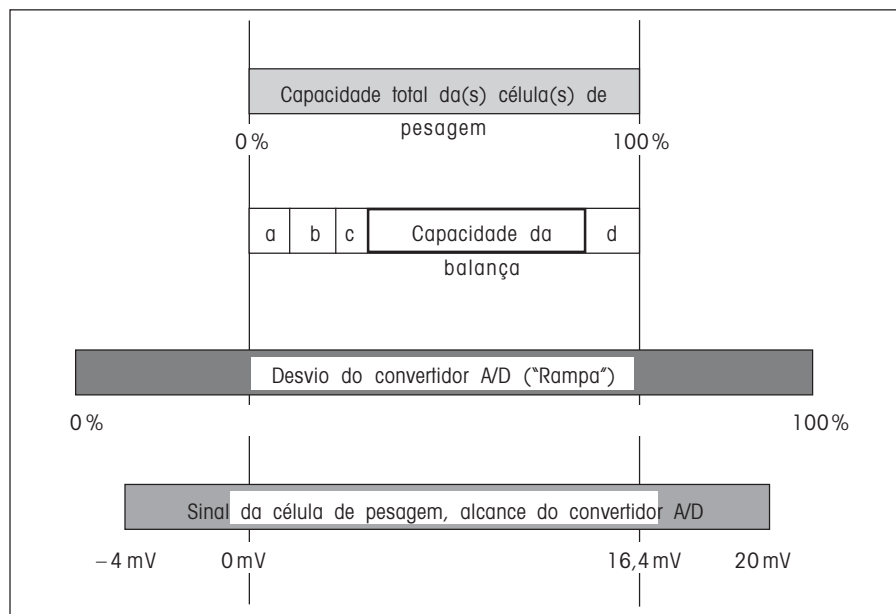 Capacidade total da(s) célula(s) de
pesagem
0 %
100 %
a b c Capacidade da d
balança
Desvio do convertidor A/D ("Rampa")
0 %
100 %
Sinal da célula de pesagem, alcance do convertidor A/D
– 4 mV 0 mV 16,4 mV 20 mV